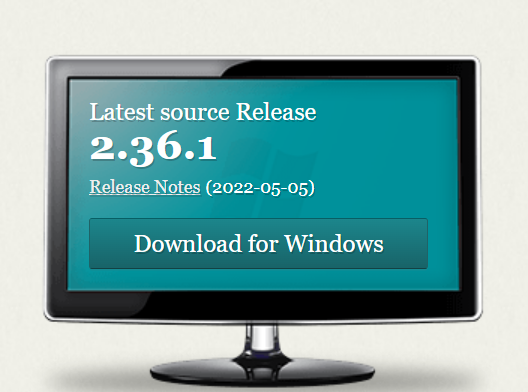 Latest source Release
2.36.1
Release Notes (2022-05-05)
Download for Windows